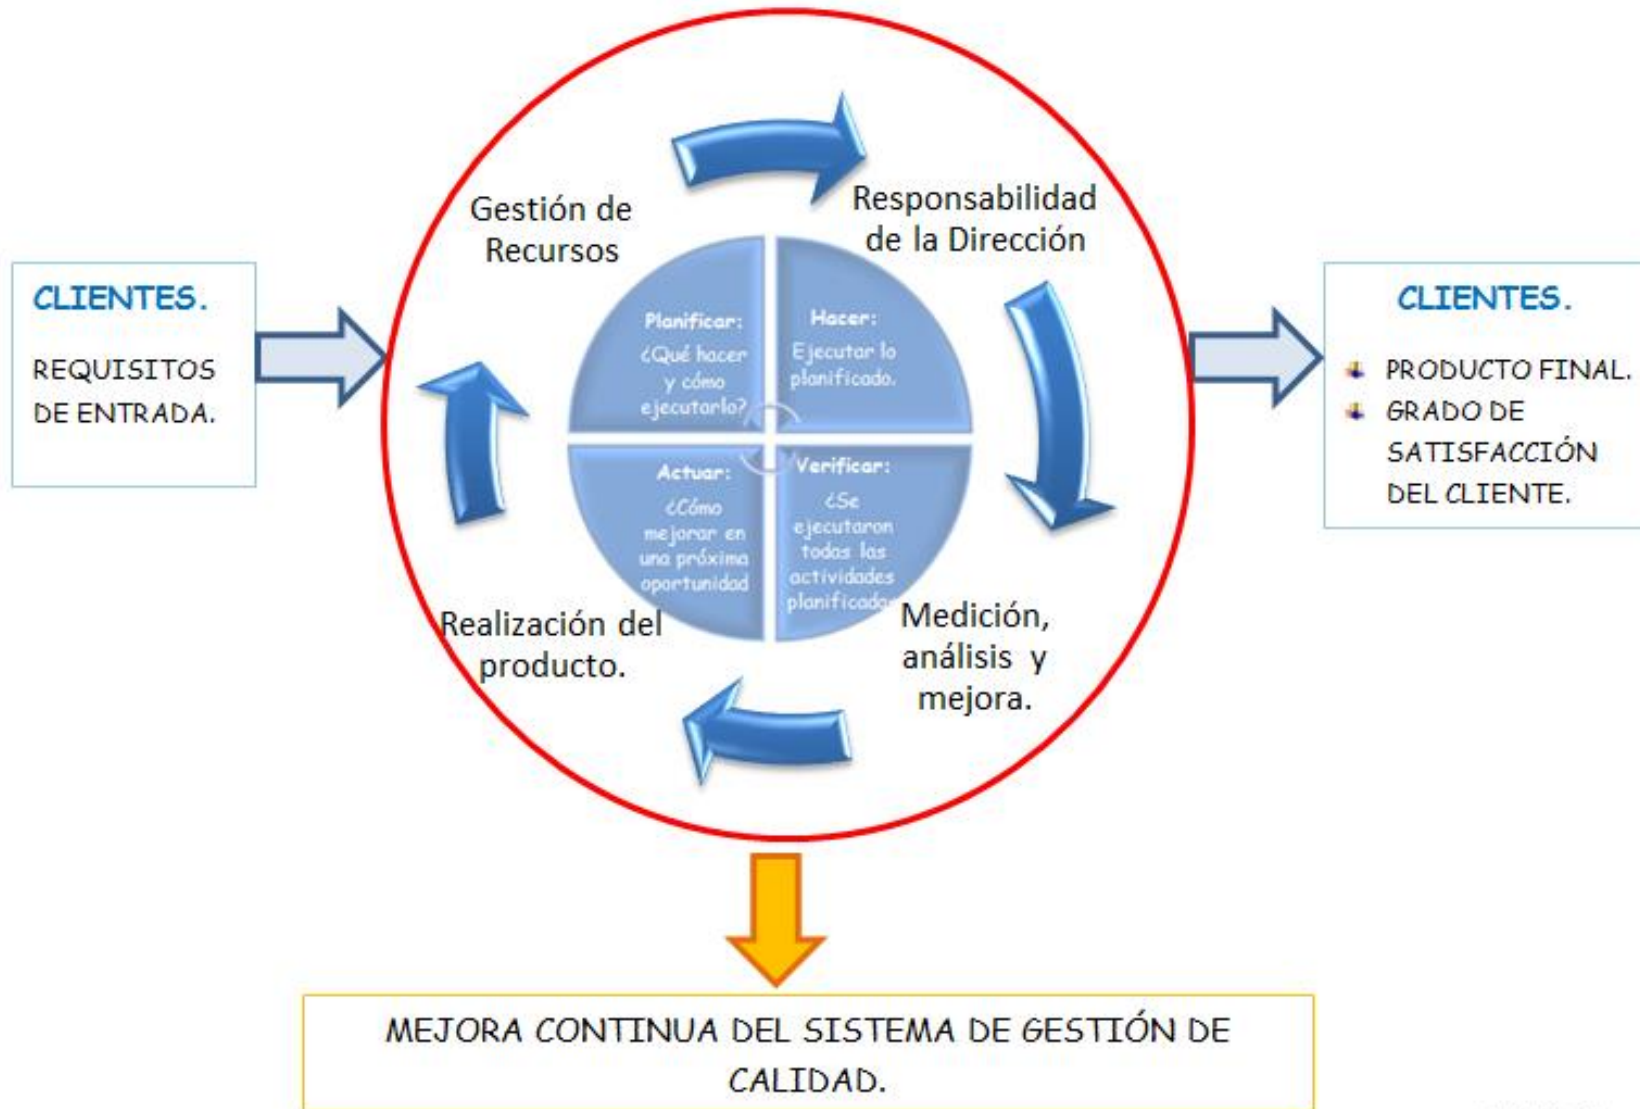 Gestión de
Recursos
Responsabilidad
de la Dirección
CLIENTES.
REQUISITOS
DE ENTRADA.
Planificar:
¿Qué hacer
y cómo
ejecutarlo?
Hacer:
Ejecutar lo
planificado.
CLIENTES.
PRODUCTO FINAL.
GRADO DE
SATISFACCIÓN
DEL CLIENTE.
Actuar:
¿Cómo
mejorar en
una próxima
oportunidad
Verificar:
¿Se
ejecutaron
todas las
actividades
Realización del
producto.
Medición,
análisis y
mejora.
MEJORA CONTINUA DEL SISTEMA DE GESTIÓN DE
CALIDAD.